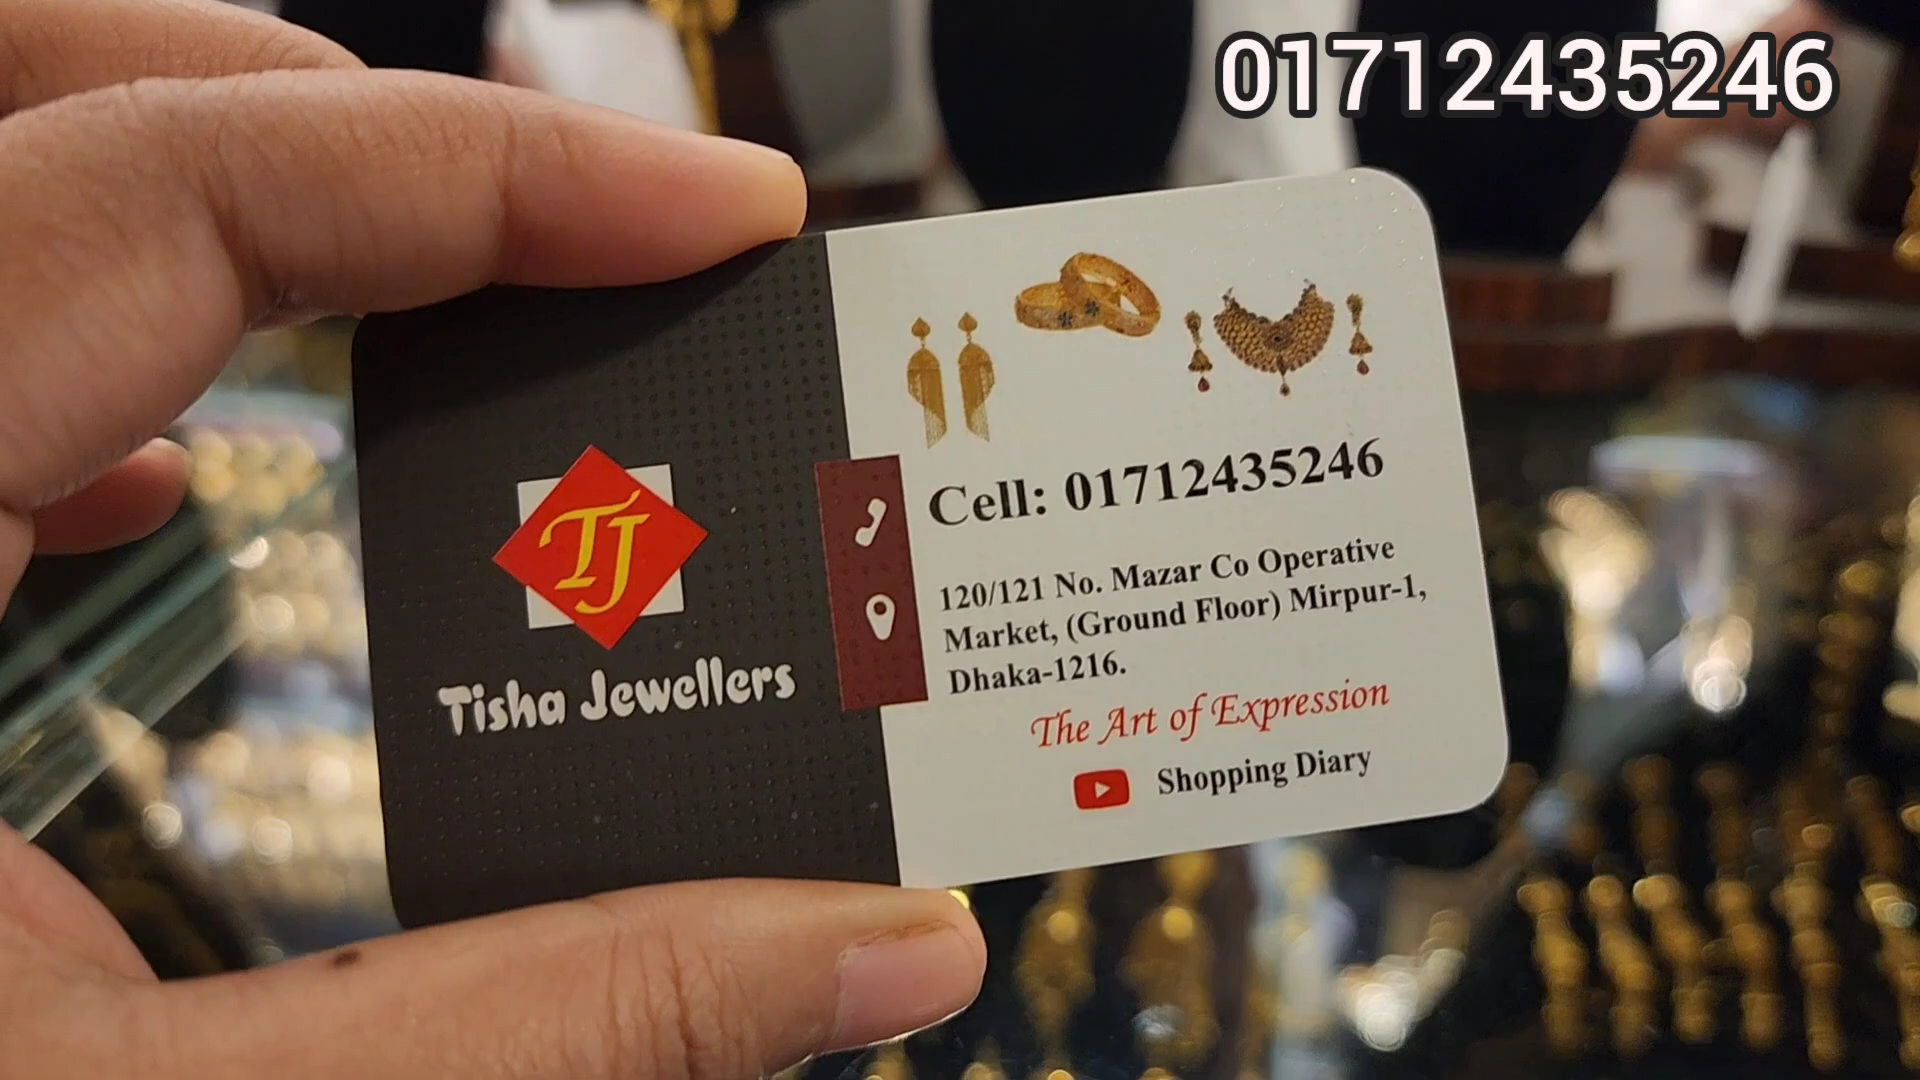 01712435246
TJ
Tisha Jewellers
Cell: 01712435246
120/121 No. Mazar Co Operative
Market, (Ground Floor) Mirpur-1,
Dhaka-1216.
The Art of Expression
Shopping Diary